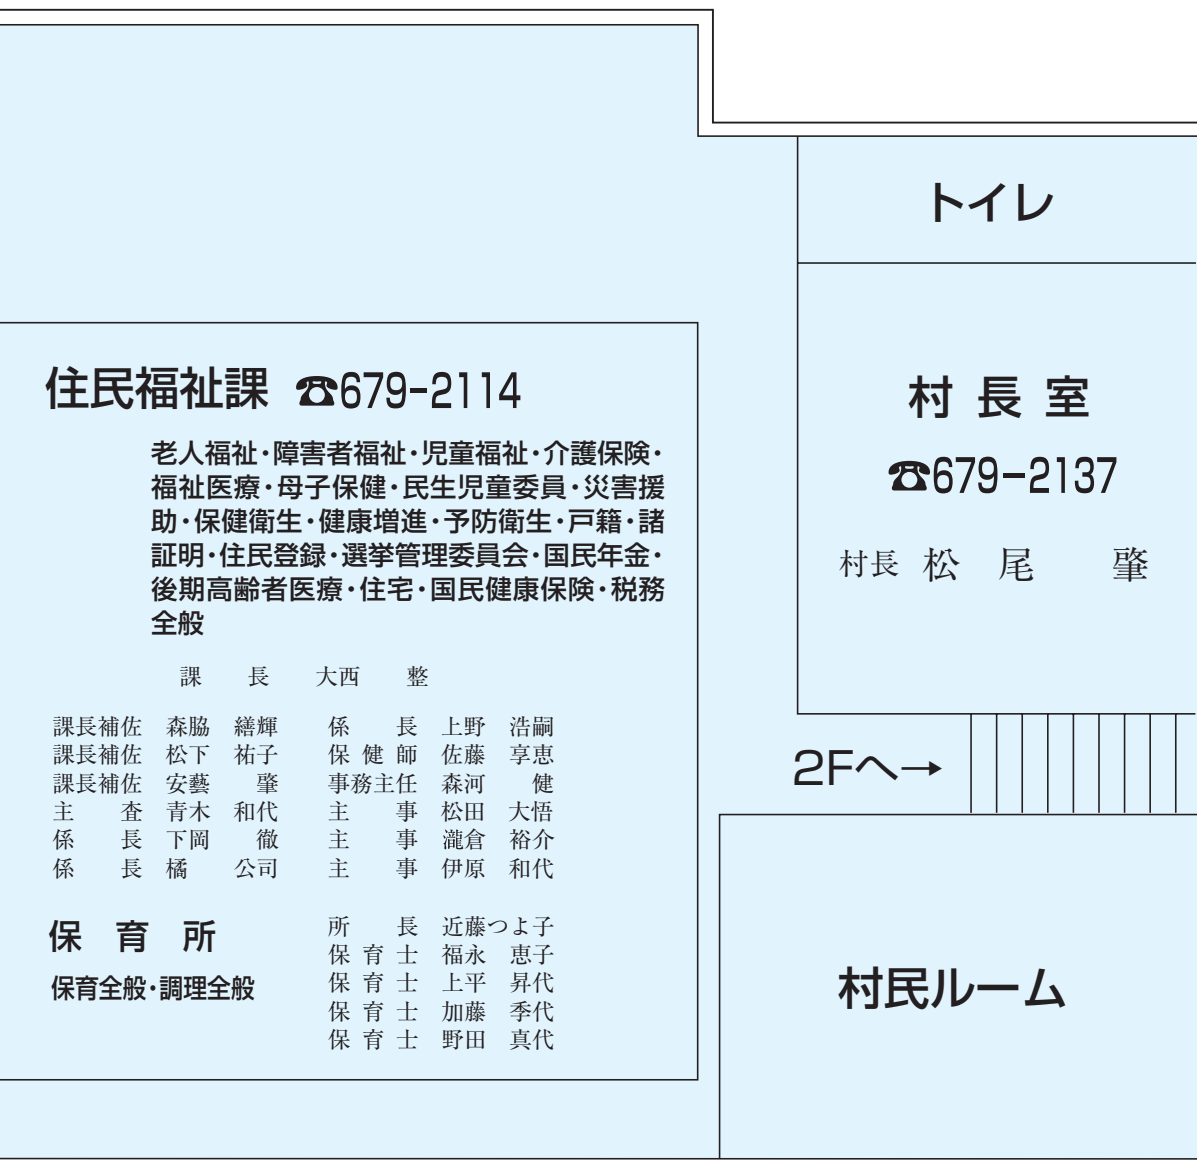 トイレ
村長室
☎679−2137
村長 松尾 肇
2Fへ→
村民ルーム
住民福祉課 ☎679−2114
老人福祉・障害者福祉・児童福祉・介護保険・
福祉医療・母子保健・民生児童委員・災害援
助・保健衛生・健康増進・予防衛生・戸籍・諸
証明・住民登録・選挙管理委員会・国民年金・
後期高齢者医療・住宅・国民健康保険・税務
全般
課長 大西 整
課長補佐 森脇 繕輝 係長 上野 浩嗣
課長補佐 松下 祐子 保健師 佐藤 享恵
課長補佐 安藝 肇 事務主任 森河 健
主査 青木 和代 主事 松田 大悟
係長 下岡 徹 主事 瀧倉 裕介
係長 橘 公司 主事 伊原 和代
保育所
保育全般・調理全般
所長 近藤つよ子
保育士 福永 恵子
保育士 上平 昇代
保育士 加藤 季代
保育士 野田 真代